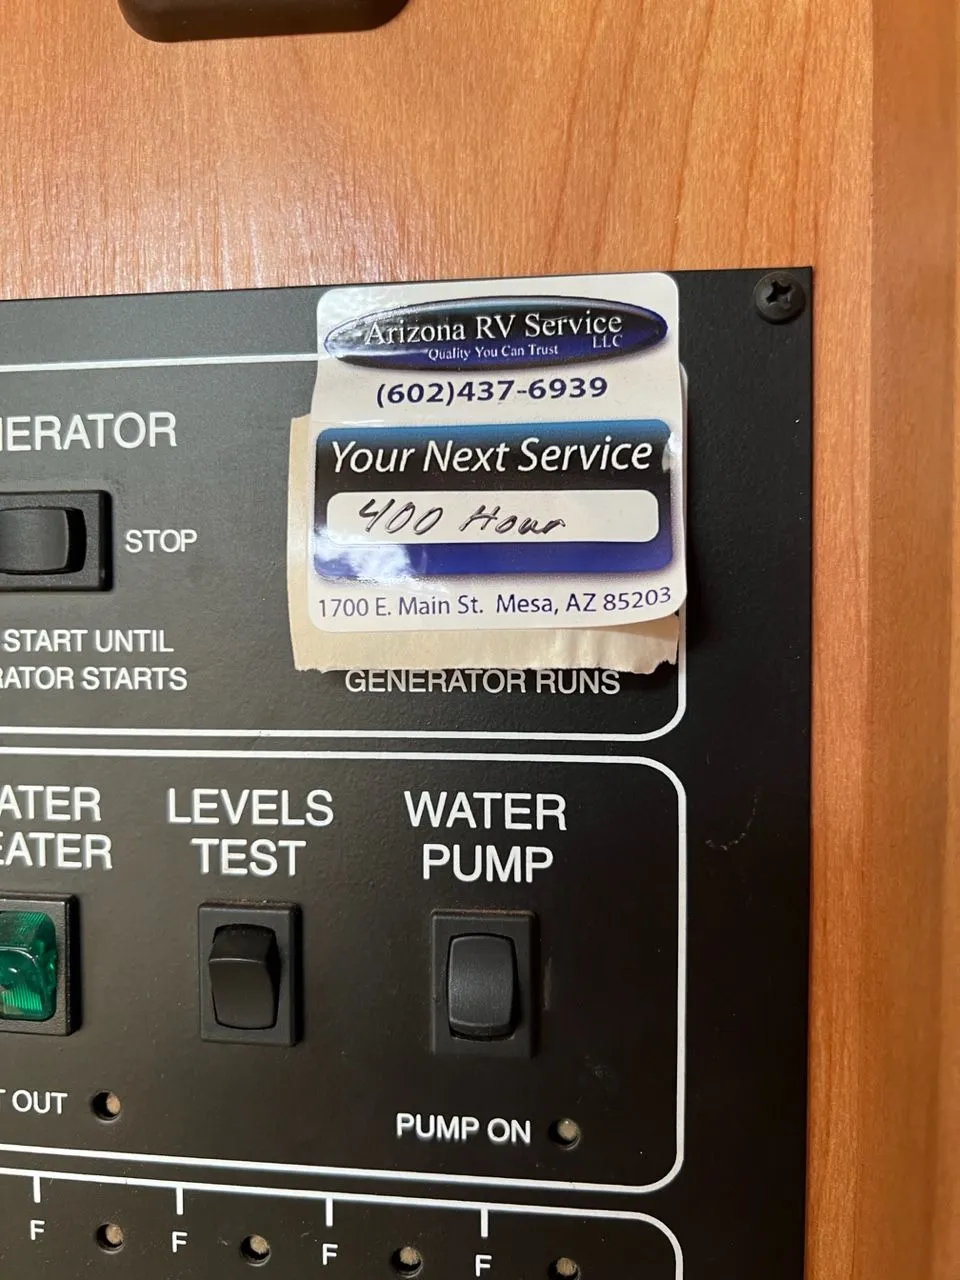 Arizona RV Service
LLC
Quality You Can Trust
(602)437-6939
Your Next Service
400 Hour
1700 E. Main St. Mesa, AZ 85203
NERATOR
STOP
START UNTIL
RATOR STARTS
GENERATOR RUNS
ATER
EATER
LEVELS
TEST
WATER
PUMP
T OUT
PUMP ON
F
F
F
F